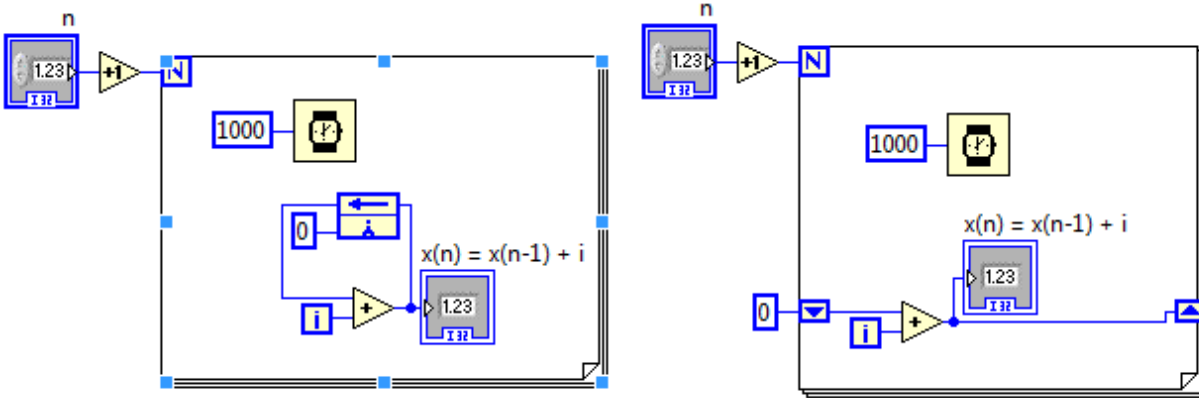 n
1.23
I32
+1
N
1000
0
x(n) = x(n-1) + i
i
+
1.23
I32
n
1.23
I32
+1
N
1000
x(n) = x(n-1) + i
1.23
I32
0
i
+